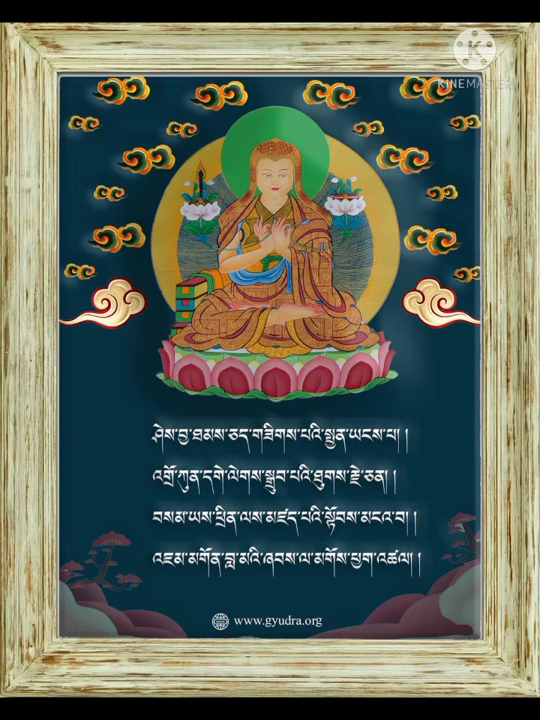 KINEMASTER
ཤེས་བྱ་ཐམས་ཅད་གཟིགས་པའི་སྤྱན་ཡངས་པ། །
འགྲོ་ཀུན་དགེ་ལེགས་སྒྲུབ་པའི་ཐུགས་རྗེ་ཅན། །
བསམ་ཡས་ཕྲིན་ལས་མཛད་པའི་སྟོབས་མངའ་བ། །
འཇམ་མགོན་བླ་མའི་ཞབས་ལ་མགོས་ཕྱག་འཚལ། །
www.gyudra.org